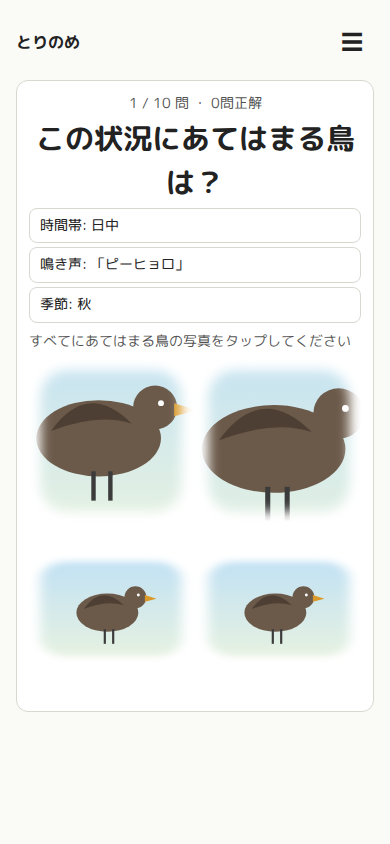 とりのめ
1 / 10 問 · 0問正解
この状況にあてはまる鳥
は？
時間帯: 日中
鳴き声: 「ピーヒョロ」
季節: 秋
すべてにあてはまる鳥の写真をタップしてください